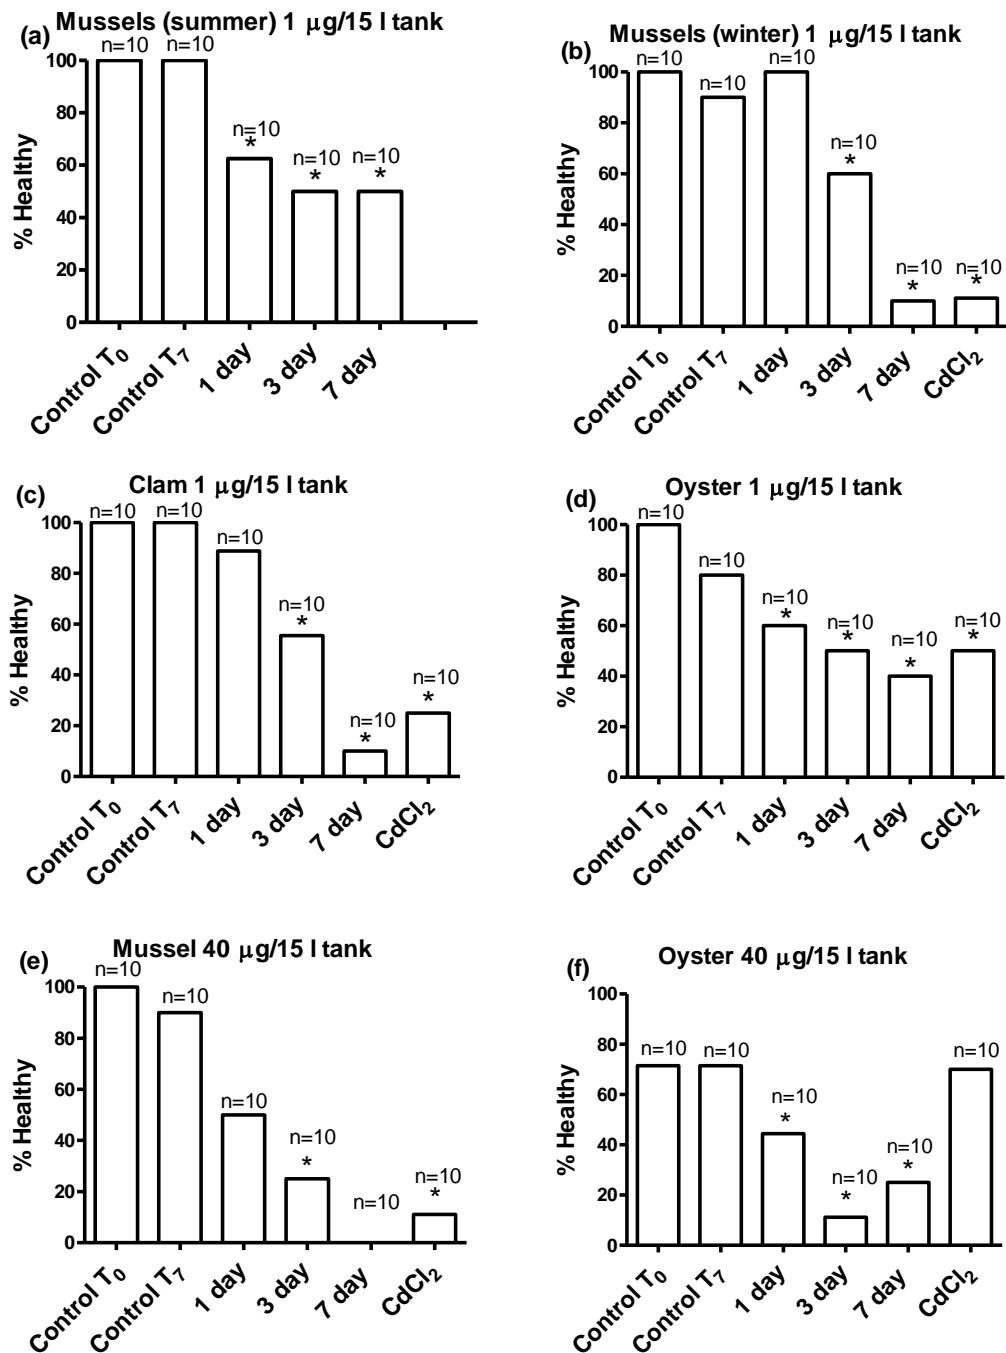 (a) Mussels (summer) 1 μg/15 l tank
n=10 n=10
n=10
*
n=10
*
n=10
*
100
80
60
40
20
0
% Healthy
Control T0
Control T7
1 day
3 day
7 day
(b) Mussels (winter) 1 μg/15 l tank
n=10
n=10
n=10
n=10
*
n=10
*
n=10
*
100
80
60
40
20
0
% Healthy
Control T0
Control T7
1 day
3 day
7 day
CdCl2
(c) Clam 1 μg/15 l tank
n=10
n=10
n=10
n=10
*
n=10
*
n=10
*
100
80
60
40
20
0
% Healthy
Control T0
Control T7
1 day
3 day
7 day
CdCl2
(d) Oyster 1 μg/15 l tank
n=10
n=10
n=10
*
n=10
*
n=10
*
n=10
*
100
80
60
40
20
0
% Healthy
Control T0
Control T7
1 day
3 day
7 day
CdCl2
(e) Mussel 40 μg/15 l tank
n=10
n=10
n=10
n=10
*
n=10
n=10
*
100
80
60
40
20
0
% Healthy
Control T0
Control T7
1 day
3 day
7 day
CdCl2
(f) Oyster 40 μg/15 l tank
n=10
n=10
n=10
*
n=10
*
n=10
*
n=10
100
80
60
40
20
0
% Healthy
Control T0
Control T7
1 day
3 day
7 day
CdCl2